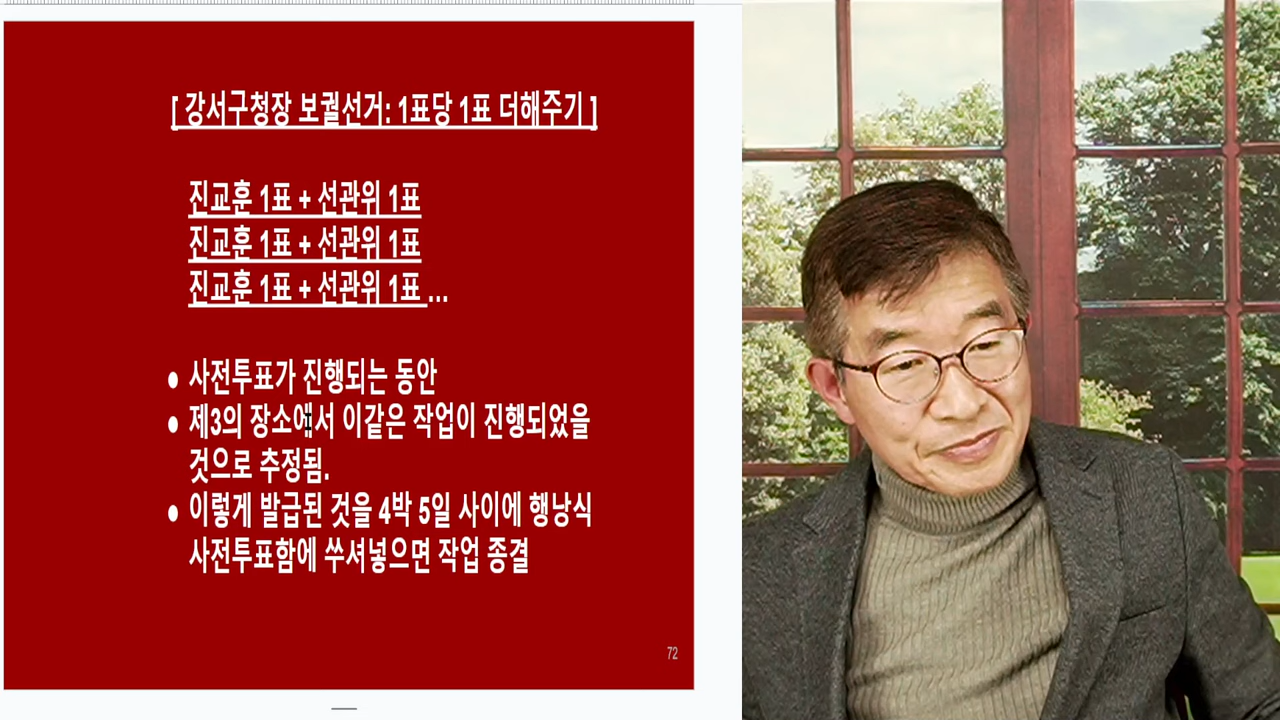 [ 강서구청장 보궐선거: 1표당 1표 더해주기 ]
진교훈 1표 + 선관위 1표
진교훈 1표 + 선관위 1표
진교훈 1표 + 선관위 1표 ...
● 사전투표가 진행되는 동안
● 제3의 장소에서 이같은 작업이 진행되었을
것으로 추정됨.
● 이렇게 발급된 것을 4박 5일 사이에 행낭식
사전투표함에 쑤셔넣으면 작업 종결
72